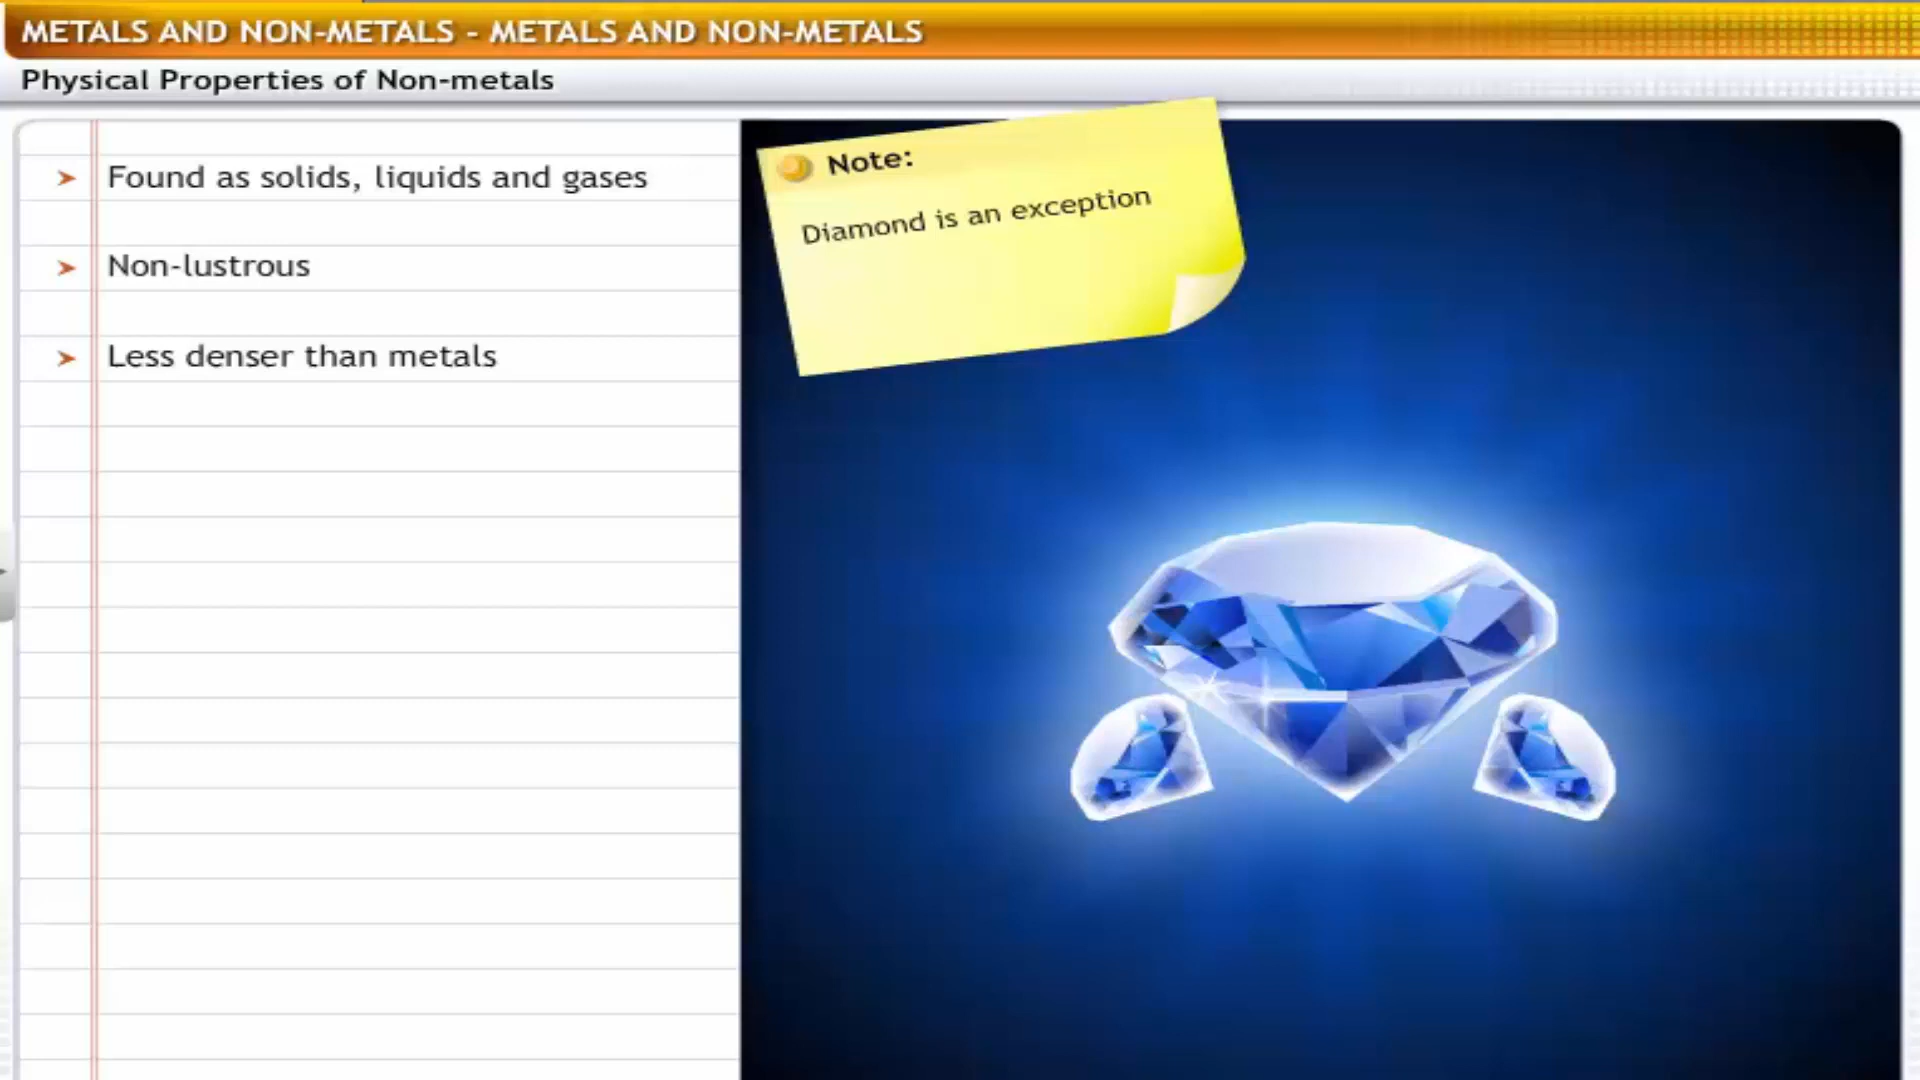 METALS AND NON-METALS - METALS AND NON-METALS
Physical Properties of Non-metals
Found as solids, liquids and gases
Non-lustrous
Less denser than metals
Note:
Diamond is an exception